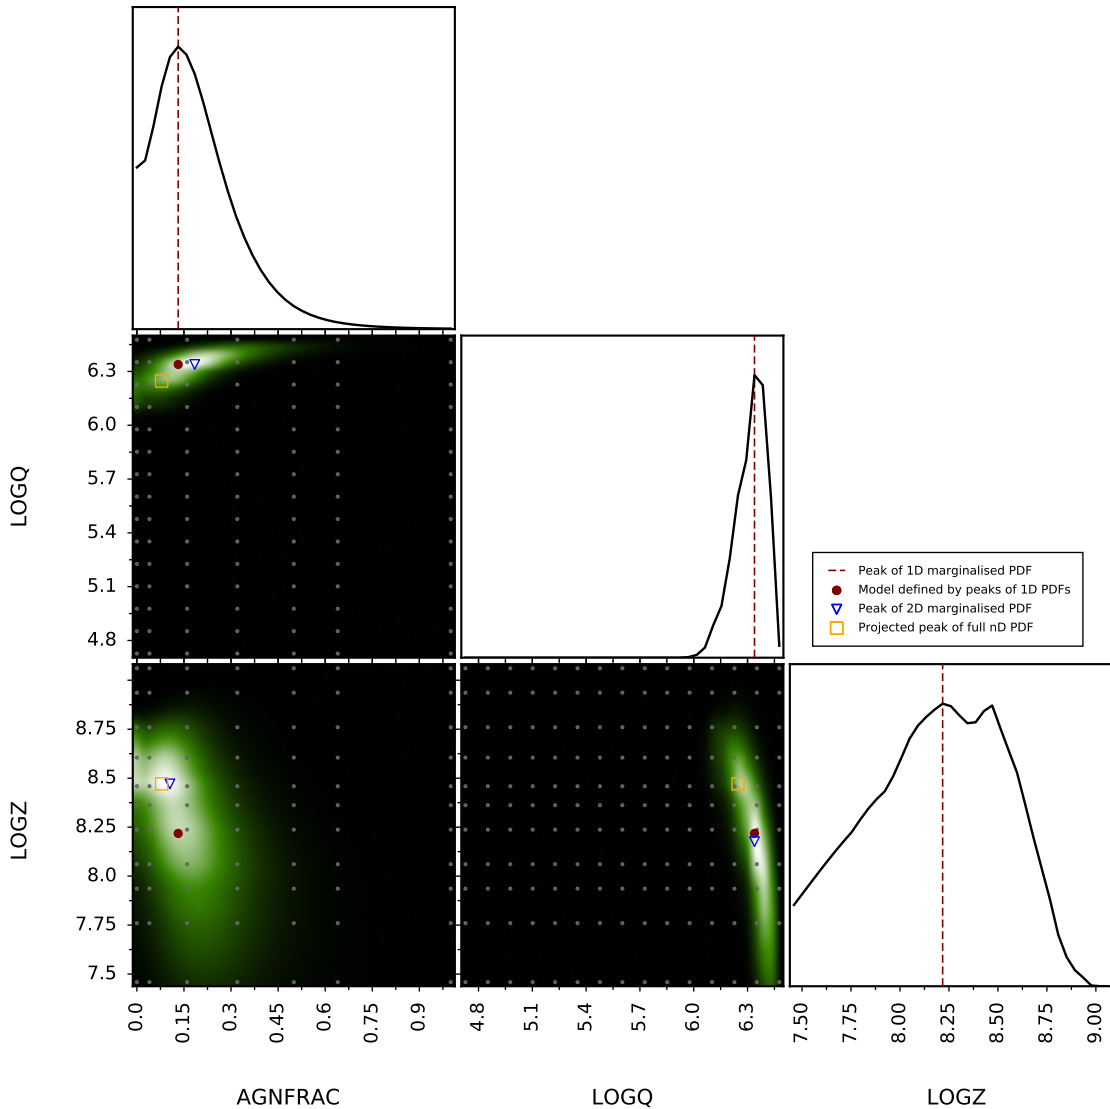 6.3
6.0
5.7
5.4
5.1
4.8
LOGQ
Peak of 1D marginalised PDF
Model defined by peaks of 1D PDFs
Peak of 2D marginalised PDF
Projected peak of full nD PDF
8.75
8.5
8.25
8.0
7.75
7.5
LOGZ
0.0 0.15 0.3 0.45 0.6 0.75 0.9
4.8 5.1 5.4 5.7 6.0 6.3
7.50 7.75 8.00 8.25 8.50 8.75 9.00
AGNFRAC LOGQ LOGZ